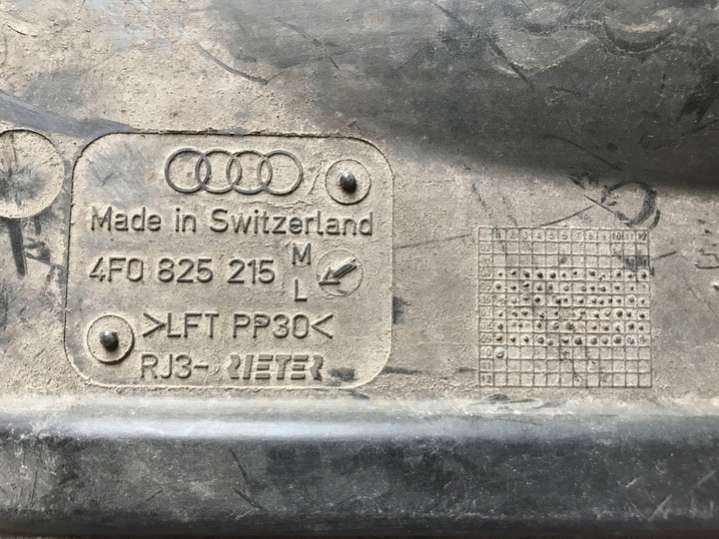 Made in Switzerland
4F0 825 215 M
L
>LFT PP30<
RJ3- RIETER